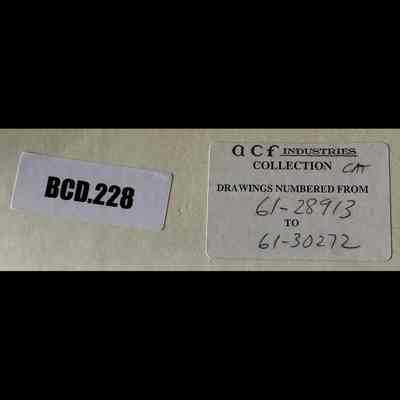 BCD.228
acf INDUSTRIES
COLLECTION CAT
DRAWINGS NUMBERED FROM
61-28913
TO
61-30272